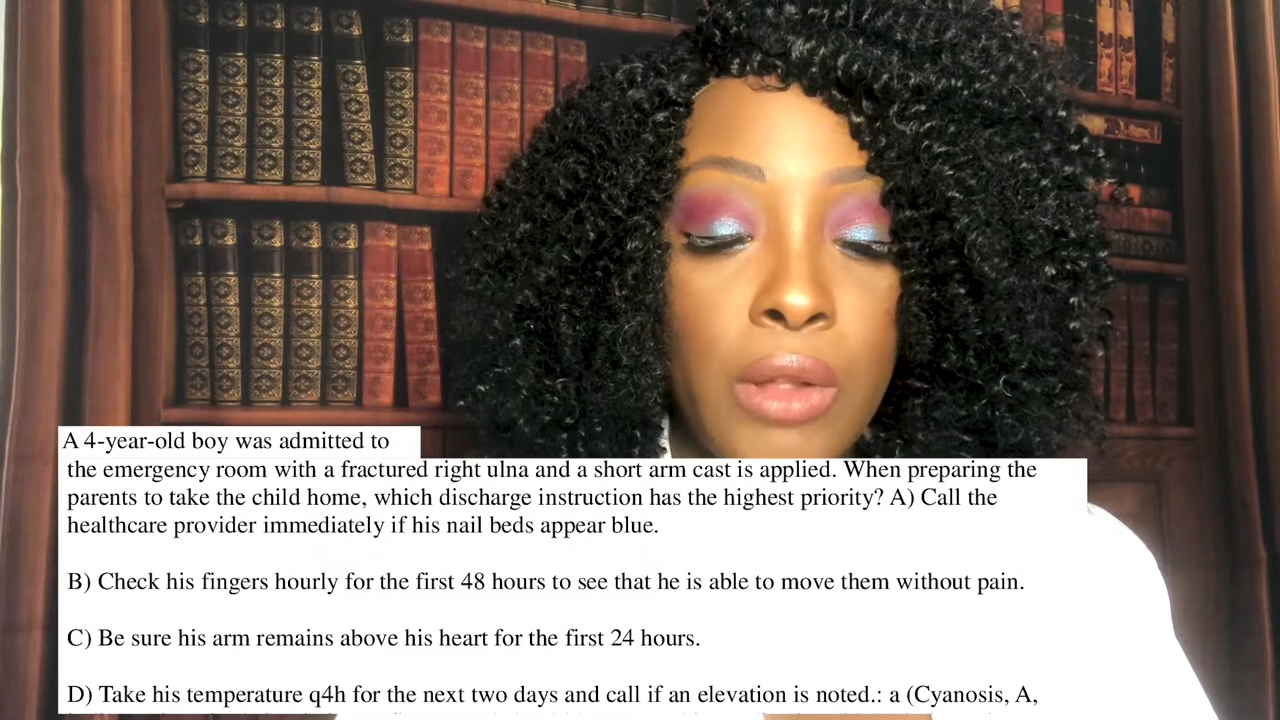 A 4-year-old boy was admitted to
the emergency room with a fractured right ulna and a short arm cast is applied. When preparing the
parents to take the child home, which discharge instruction has the highest priority? A) Call the
healthcare provider immediately if his nail beds appear blue.
B) Check his fingers hourly for the first 48 hours to see that he is able to move them without pain.
C) Be sure his arm remains above his heart for the first 24 hours.
D) Take his temperature q4h for the next two days and call if an elevation is noted.: a (Cyanosis, A,